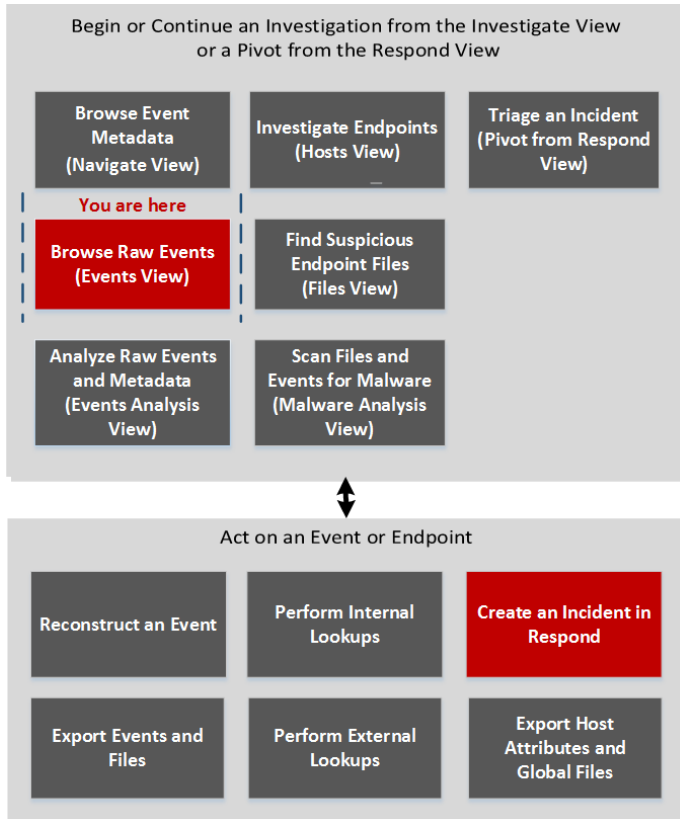 Begin or Continue an Investigation from the Investigate View
or a Pivot from the Respond View
Browse Event
Metadata
(Navigate View)
Investigate Endpoints
(Hosts View)
Triage an Incident
(Pivot from Respond
View)
You are here
Browse Raw Events
(Events View)
Find Suspicious
Endpoint Files
(Files View)
Analyze Raw Events
and Metadata
(Events Analysis
View)
Scan Files and
Events for Malware
(Malware Analysis
View)
Act on an Event or Endpoint
Reconstruct an Event
Perform Internal
Lookups
Create an Incident in
Respond
Export Events and
Files
Perform External
Lookups
Export Host
Attributes and
Global Files